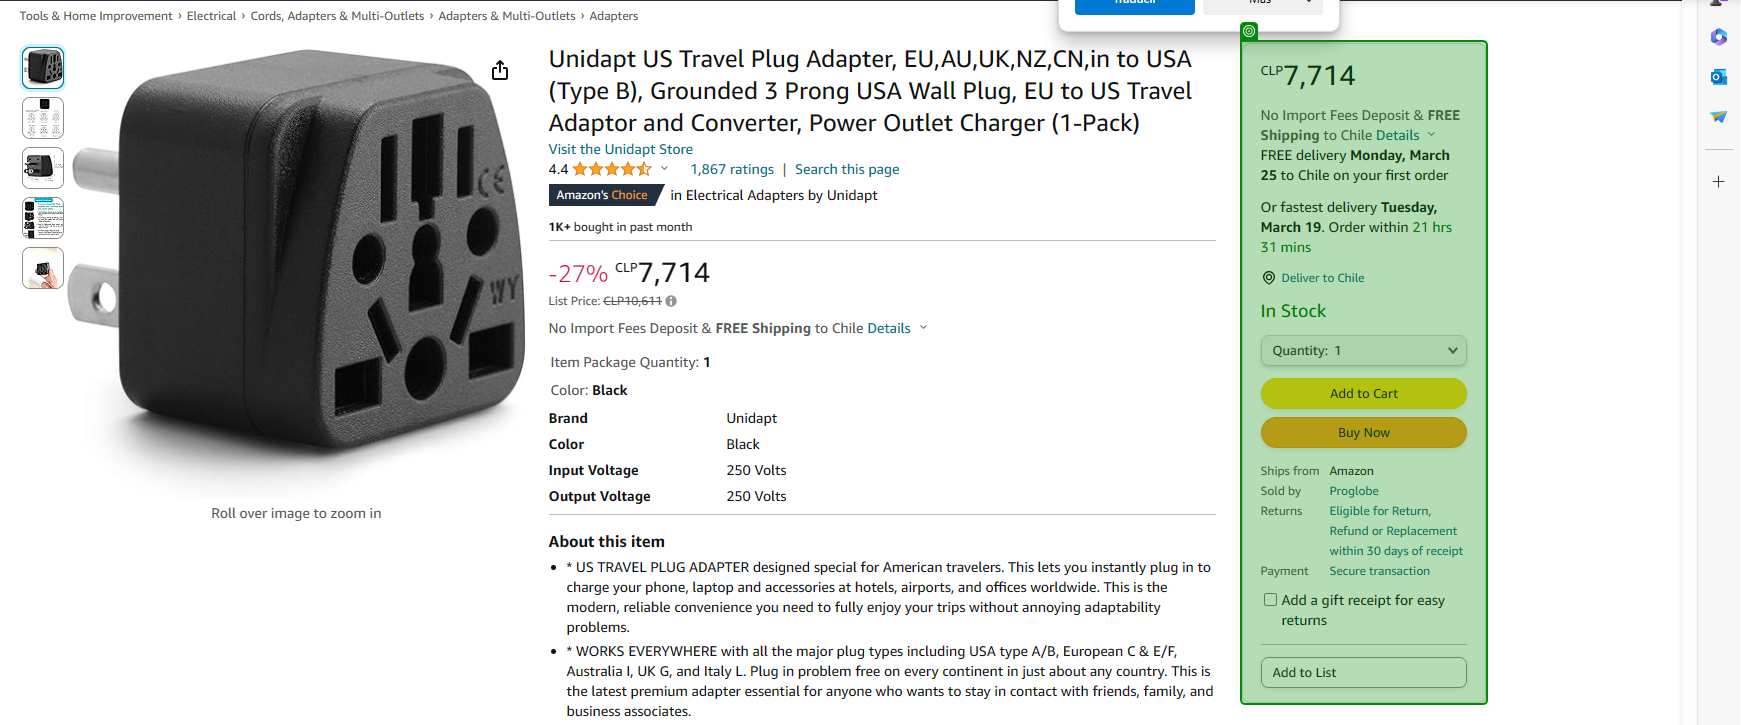 Tools & Home Improvement › Electrical › Cords, Adapters & Multi-Outlets › Adapters & Multi-Outlets › Adapters
Unidapt US Travel Plug Adapter, EU,AU,UK,NZ,CN,in to USA
(Type B), Grounded 3 Prong USA Wall Plug, EU to US Travel
Adaptor and Converter, Power Outlet Charger (1-Pack)
Visit the Unidapt Store
4.4
1,867 ratings | Search this page
Amazon's Choice in Electrical Adapters by Unidapt
1K+ bought in past month
-27% CLP7,714
List Price: CLP10,611
No Import Fees Deposit & FREE Shipping to Chile Details
Item Package Quantity: 1
Color: Black
Brand Unidapt
Color Black
Input Voltage 250 Volts
Output Voltage 250 Volts
About this item
• * US TRAVEL PLUG ADAPTER designed special for American travelers. This lets you instantly plug in to
charge your phone, laptop and accessories at hotels, airports, and offices worldwide. This is the
modern, reliable convenience you need to fully enjoy your trips without annoying adaptability
problems.
• * WORKS EVERYWHERE with all the major plug types including USA type A/B, European C & E/F,
Australia I, UK G, and Italy L. Plug in problem free on every continent in just about any country. This is
the latest premium adapter essential for anyone who wants to stay in contact with friends, family, and
business associates.
CE
WY
Roll over image to zoom in
CLP7,714
No Import Fees Deposit & FREE
Shipping to Chile Details
FREE delivery Monday, March
25 to Chile on your first order
Or fastest delivery Tuesday,
March 19. Order within 21 hrs
31 mins
Deliver to Chile
In Stock
Quantity: 1
Add to Cart
Buy Now
Ships from Amazon
Sold by Proglobe
Returns Eligible for Return,
Refund or Replacement
within 30 days of receipt
Payment Secure transaction
Add a gift receipt for easy
returns
Add to List